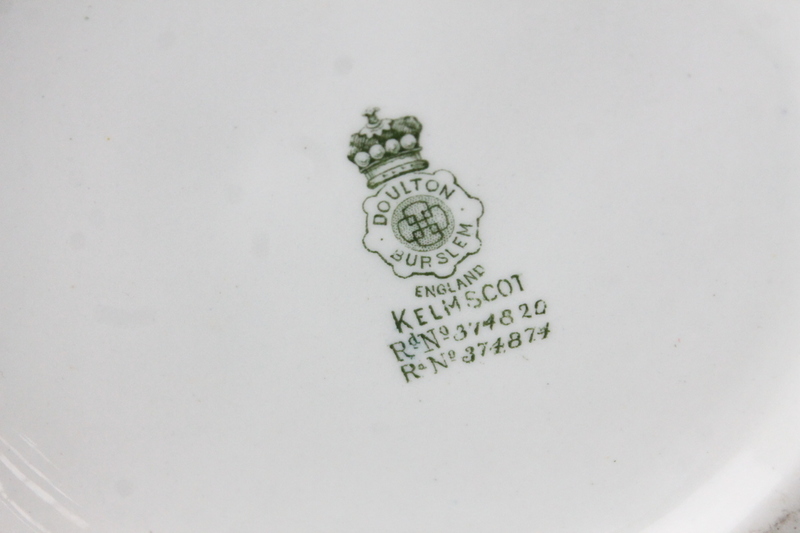 DOULTON
BURSLEM
ENGLAND
KELMSCOT
Rd No 374820
Rd No 374874